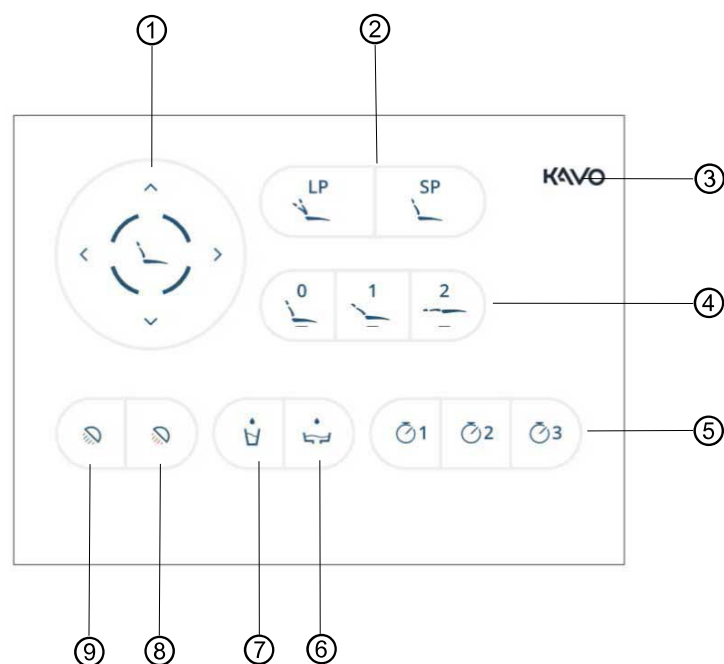 ① ②
LP SP
KAVO ③
0 1 2 ④
1 2 3 ⑤
⑨ ⑧ ⑦ ⑥